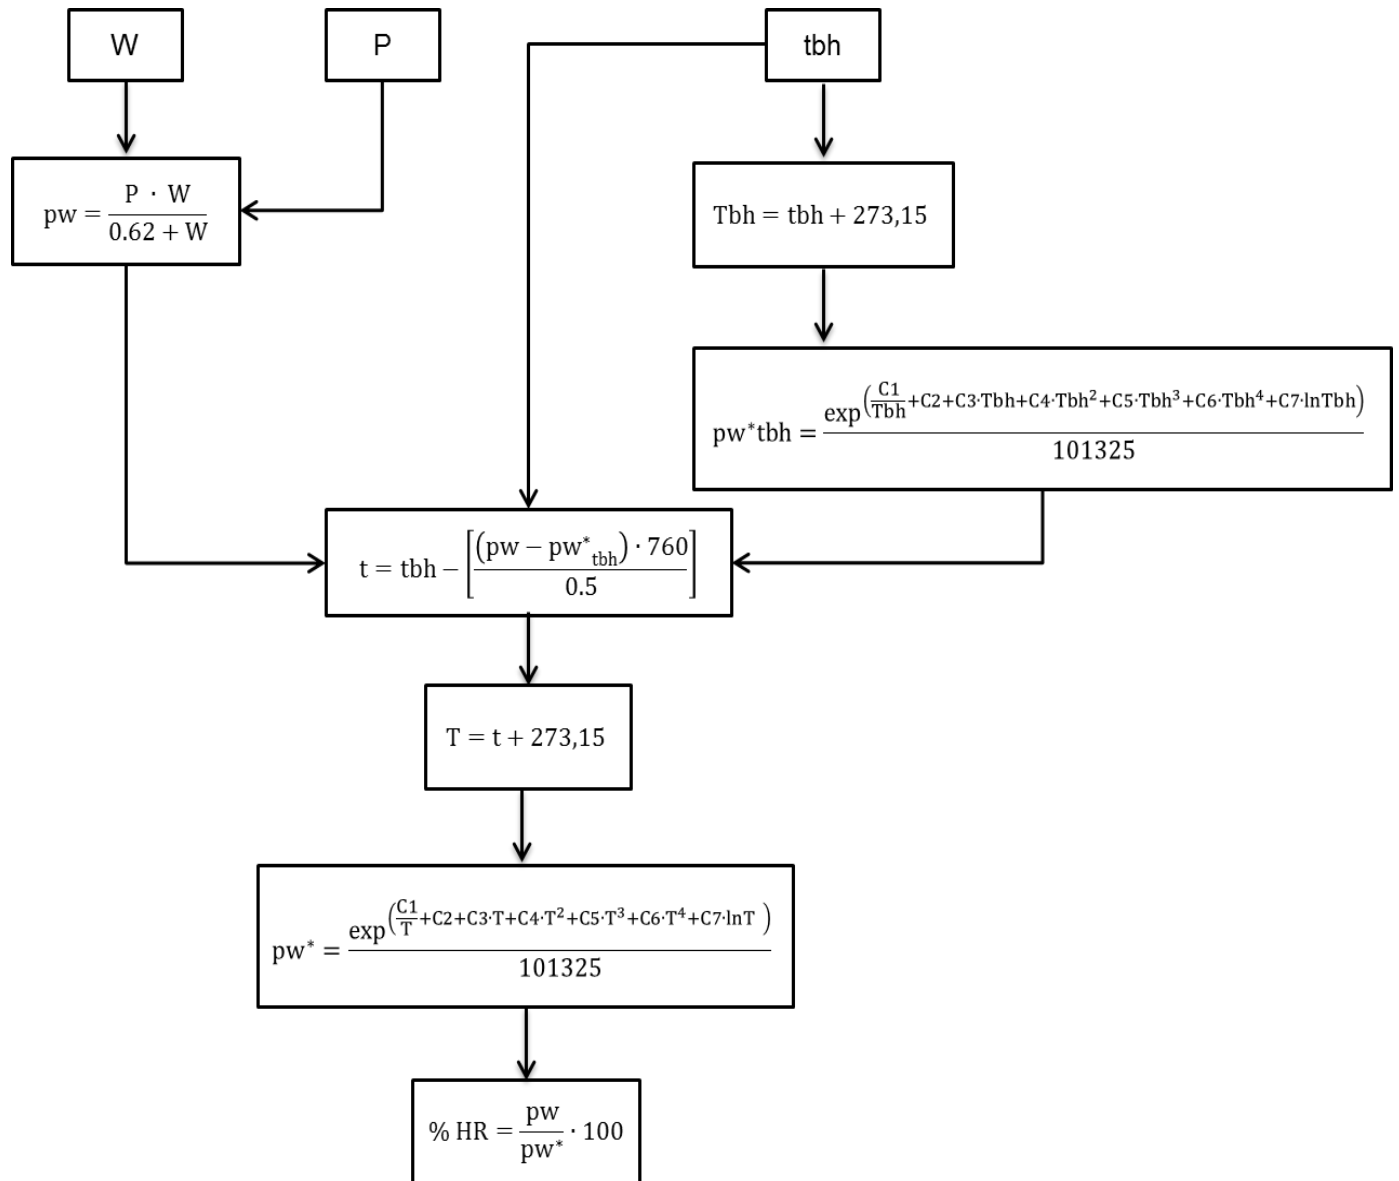 W
P
tbh
pw = P · W / 0.62 + W
Tbh = tbh + 273,15
pw*tbh = exp^(C1/Tbh + C2+C3·Tbh+C4·Tbh²+C5·Tbh³+C6·Tbh⁴+C7·lnTbh) / 101325
t = tbh − [(pw − pw*tbh) · 760 / 0.5]
T = t + 273,15
pw* = exp^(C1/T + C2+C3·T+C4·T²+C5·T³+C6·T⁴+C7·lnT ) / 101325
% HR = pw / pw* · 100